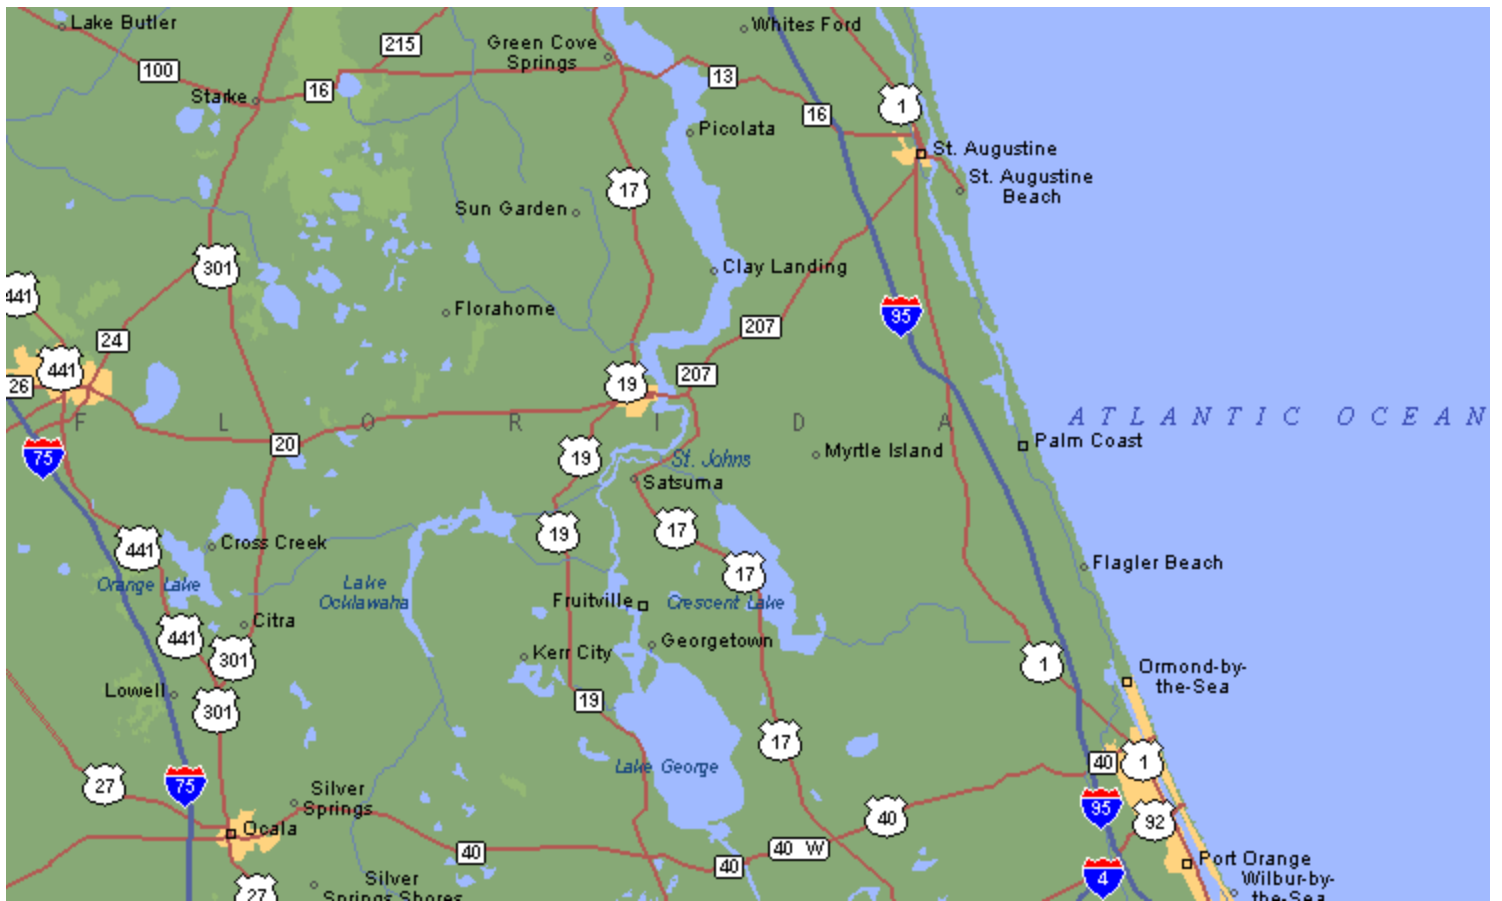 Lake Butler
Whites Ford
215
Green Cove
Springs
100
13
16
Starke
1
16
Picolata
St. Augustine
St. Augustine
Beach
17
Sun Garden
301
Clay Landing
441
Florahome
95
207
24
441
207
19
26
F L O R I D A
ATLANTIC OCEAN
20
Palm Coast
75
19
St. Johns
Myrtle Island
Satsuma
17
19
Cross Creek
441
Flagler Beach
17
Orange Lake
Lake
Ocklawaha
Fruitville
Crescent Lake
Citra
441
Georgetown
301
Kerr City
1
Ormond-by-
the-Sea
Lowell
19
301
17
Lake George
40
1
27
75
Silver
Springs
95
40
92
Ocala
40
40 W
40
Port Orange
Silver
Springs Shores
27
4
Wilbur-by-
the-Sea